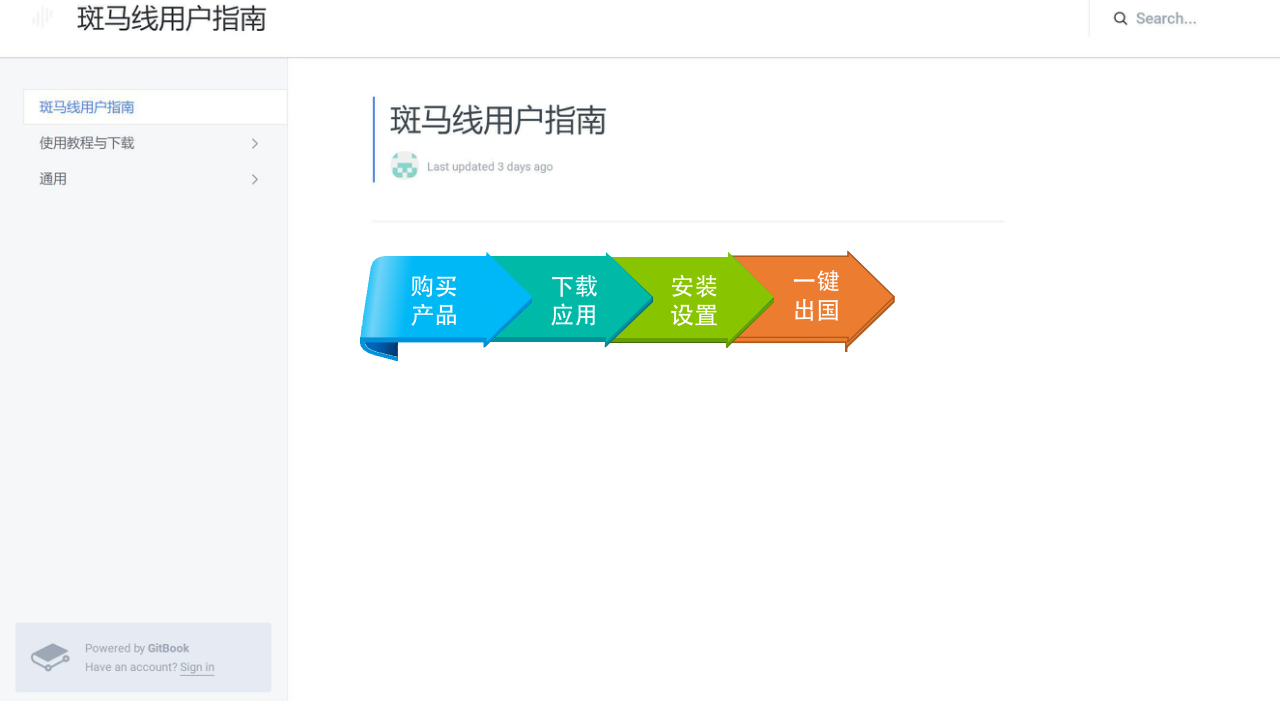 斑马线用户指南
Search...
斑马线用户指南
使用教程与下载
通用
斑马线用户指南
Last updated 3 days ago
购买
产品
下载
应用
安装
设置
一键
出国
Powered by GitBook
Have an account? Sign in